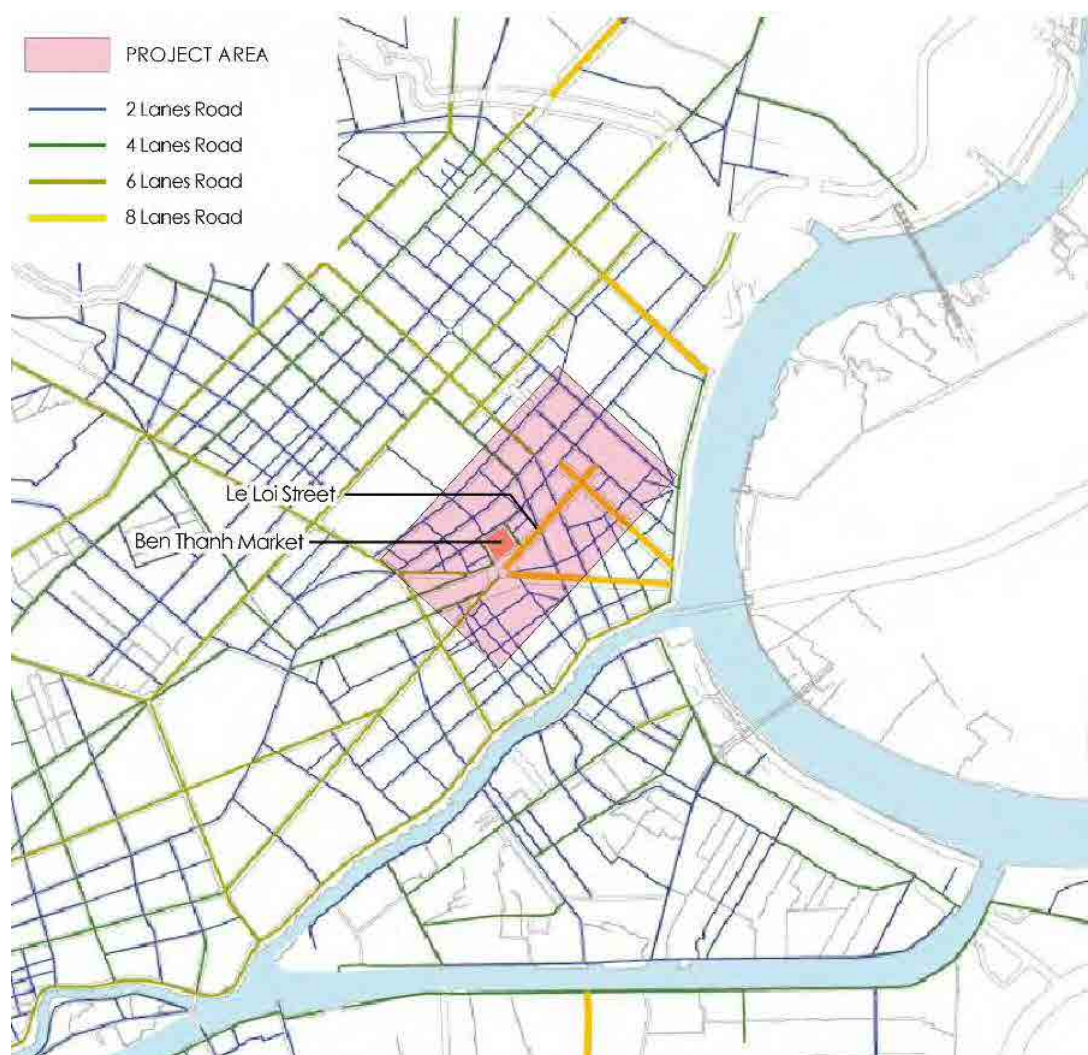 PROJECT AREA
2 Lanes Road
4 Lanes Road
6 Lanes Road
8 Lanes Road
Le Loi Street
Ben Thanh Market